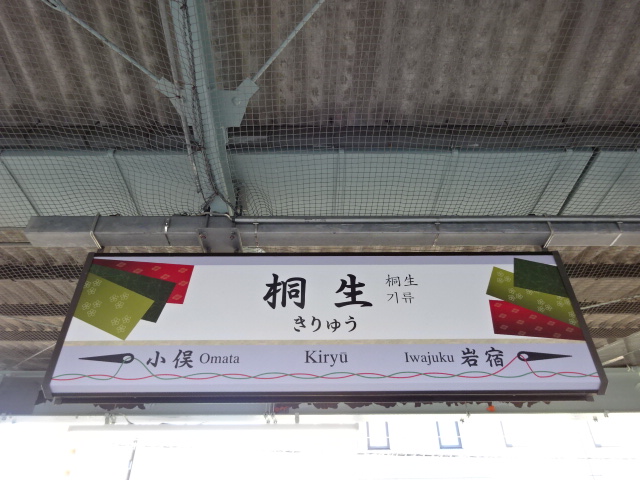 桐生
桐生
기류
きりゅう
小俣 Omata Kiryū Iwajuku 岩宿